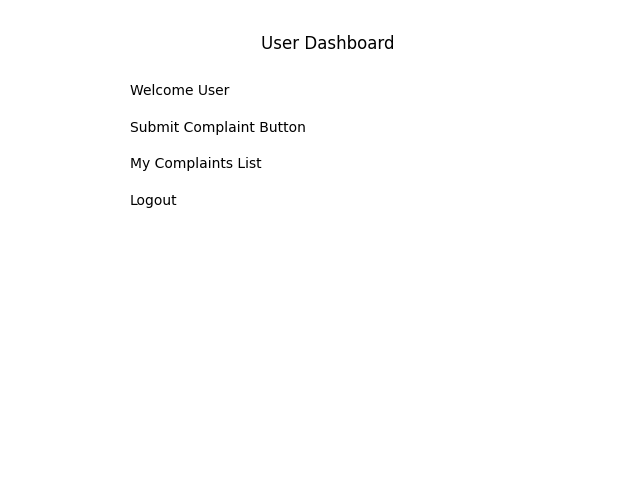 User Dashboard
Welcome User
Submit Complaint Button
My Complaints List
Logout